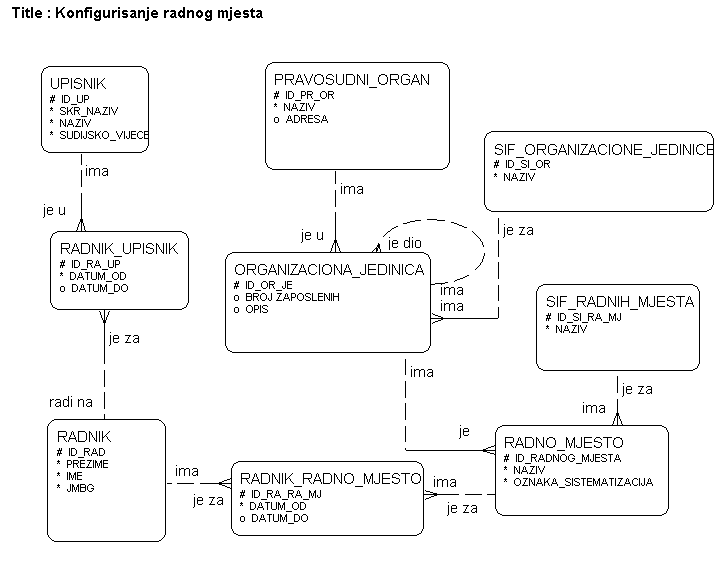 Title : Konfigurisanje radnog mjesta
UPISNIK
# ID_UP
* SKR_NAZIV
* NAZIV
* SUDIJSKO_VIJECE
PRAVOSUDNI_ORGAN
# ID_PR_OR
* NAZIV
o ADRESA
SIF_ORGANIZACIONE_JEDINICE
# ID_SI_OR
* NAZIV
ima
je u
ima
je u
je za
RADNIK_UPISNIK
# ID_RA_UP
* DATUM_OD
o DATUM_DO
je dio
ORGANIZACIONA_JEDINICA
# ID_OR_JE
o BROJ ZAPOSLENIH
o OPIS
ima
ima
SIF_RADNIH_MJESTA
# ID_SI_RA_MJ
* NAZIV
je za
radi na
ima
je
je za
ima
RADNIK
# ID_RAD
* PREZIME
* IME
* JMBG
RADNO_MJESTO
# ID_RADNOG_MJESTA
* NAZIV
* OZNAKA_SISTEMATIZACIJA
ima
je za
RADNIK_RADNO_MJESTO
# ID_RA_RA_MJ
* DATUM_OD
o DATUM_DO
ima
je za